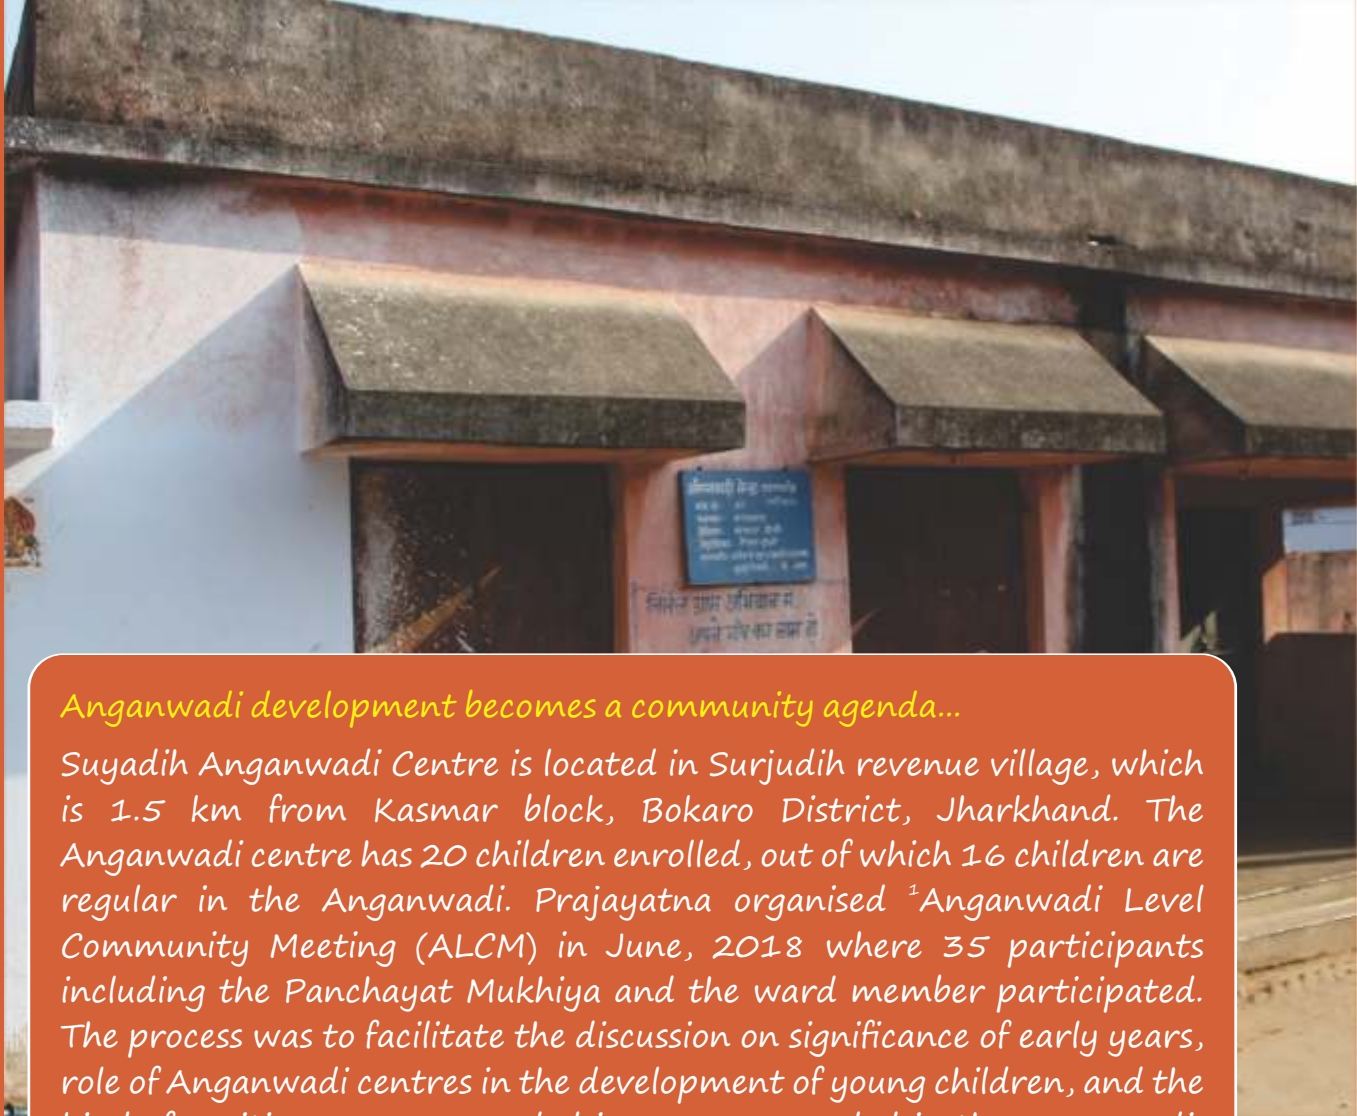 निर्मल ग्राम अभियान में
अपने गाँव का साथ दें
Anganwadi development becomes a community agenda...
Suyadih Anganwadi Centre is located in Surjudih revenue village, which
is 1.5 km from Kasmar block, Bokaro District, Jharkhand. The
Anganwadi centre has 20 children enrolled, out of which 16 children are
regular in the Anganwadi. Prajayatna organised ¹Anganwadi Level
Community Meeting (ALCM) in June, 2018 where 35 participants
including the Panchayat Mukhiya and the ward member participated.
The process was to facilitate the discussion on significance of early years,
role of Anganwadi centres in the development of young children, and the